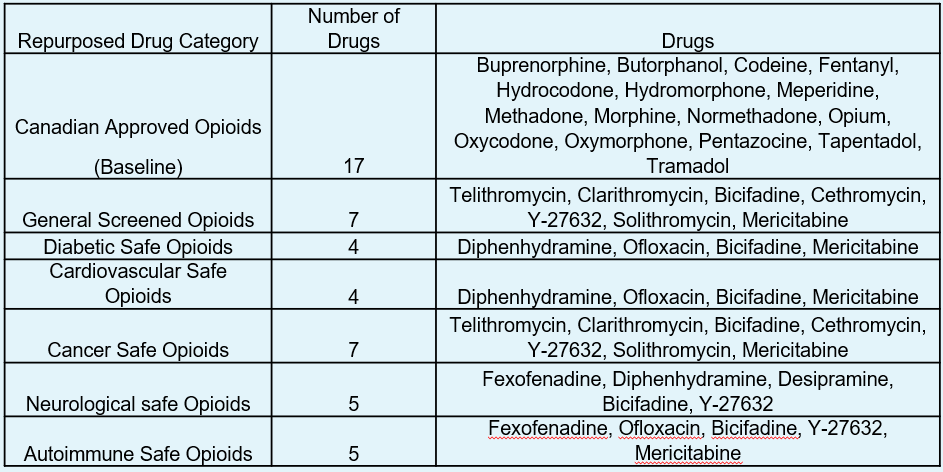 Repurposed Drug Category
Number of
Drugs
Drugs
Canadian Approved Opioids
(Baseline)
17
Buprenorphine, Butorphanol, Codeine, Fentanyl,
Hydrocodone, Hydromorphone, Meperidine,
Methadone, Morphine, Normethadone, Opium,
Oxycodone, Oxymorphone, Pentazocine, Tapentadol,
Tramadol
General Screened Opioids
7
Telithromycin, Clarithromycin, Bicifadine, Cethromycin,
Y-27632, Solithromycin, Mericitabine
Diabetic Safe Opioids
4
Diphenhydramine, Ofloxacin, Bicifadine, Mericitabine
Cardiovascular Safe
Opioids
4
Diphenhydramine, Ofloxacin, Bicifadine, Mericitabine
Cancer Safe Opioids
7
Telithromycin, Clarithromycin, Bicifadine, Cethromycin,
Y-27632, Solithromycin, Mericitabine
Neurological safe Opioids
5
Fexofenadine, Diphenhydramine, Desipramine,
Bicifadine, Y-27632
Autoimmune Safe Opioids
5
Fexofenadine, Ofloxacin, Bicifadine, Y-27632,
Mericitabine